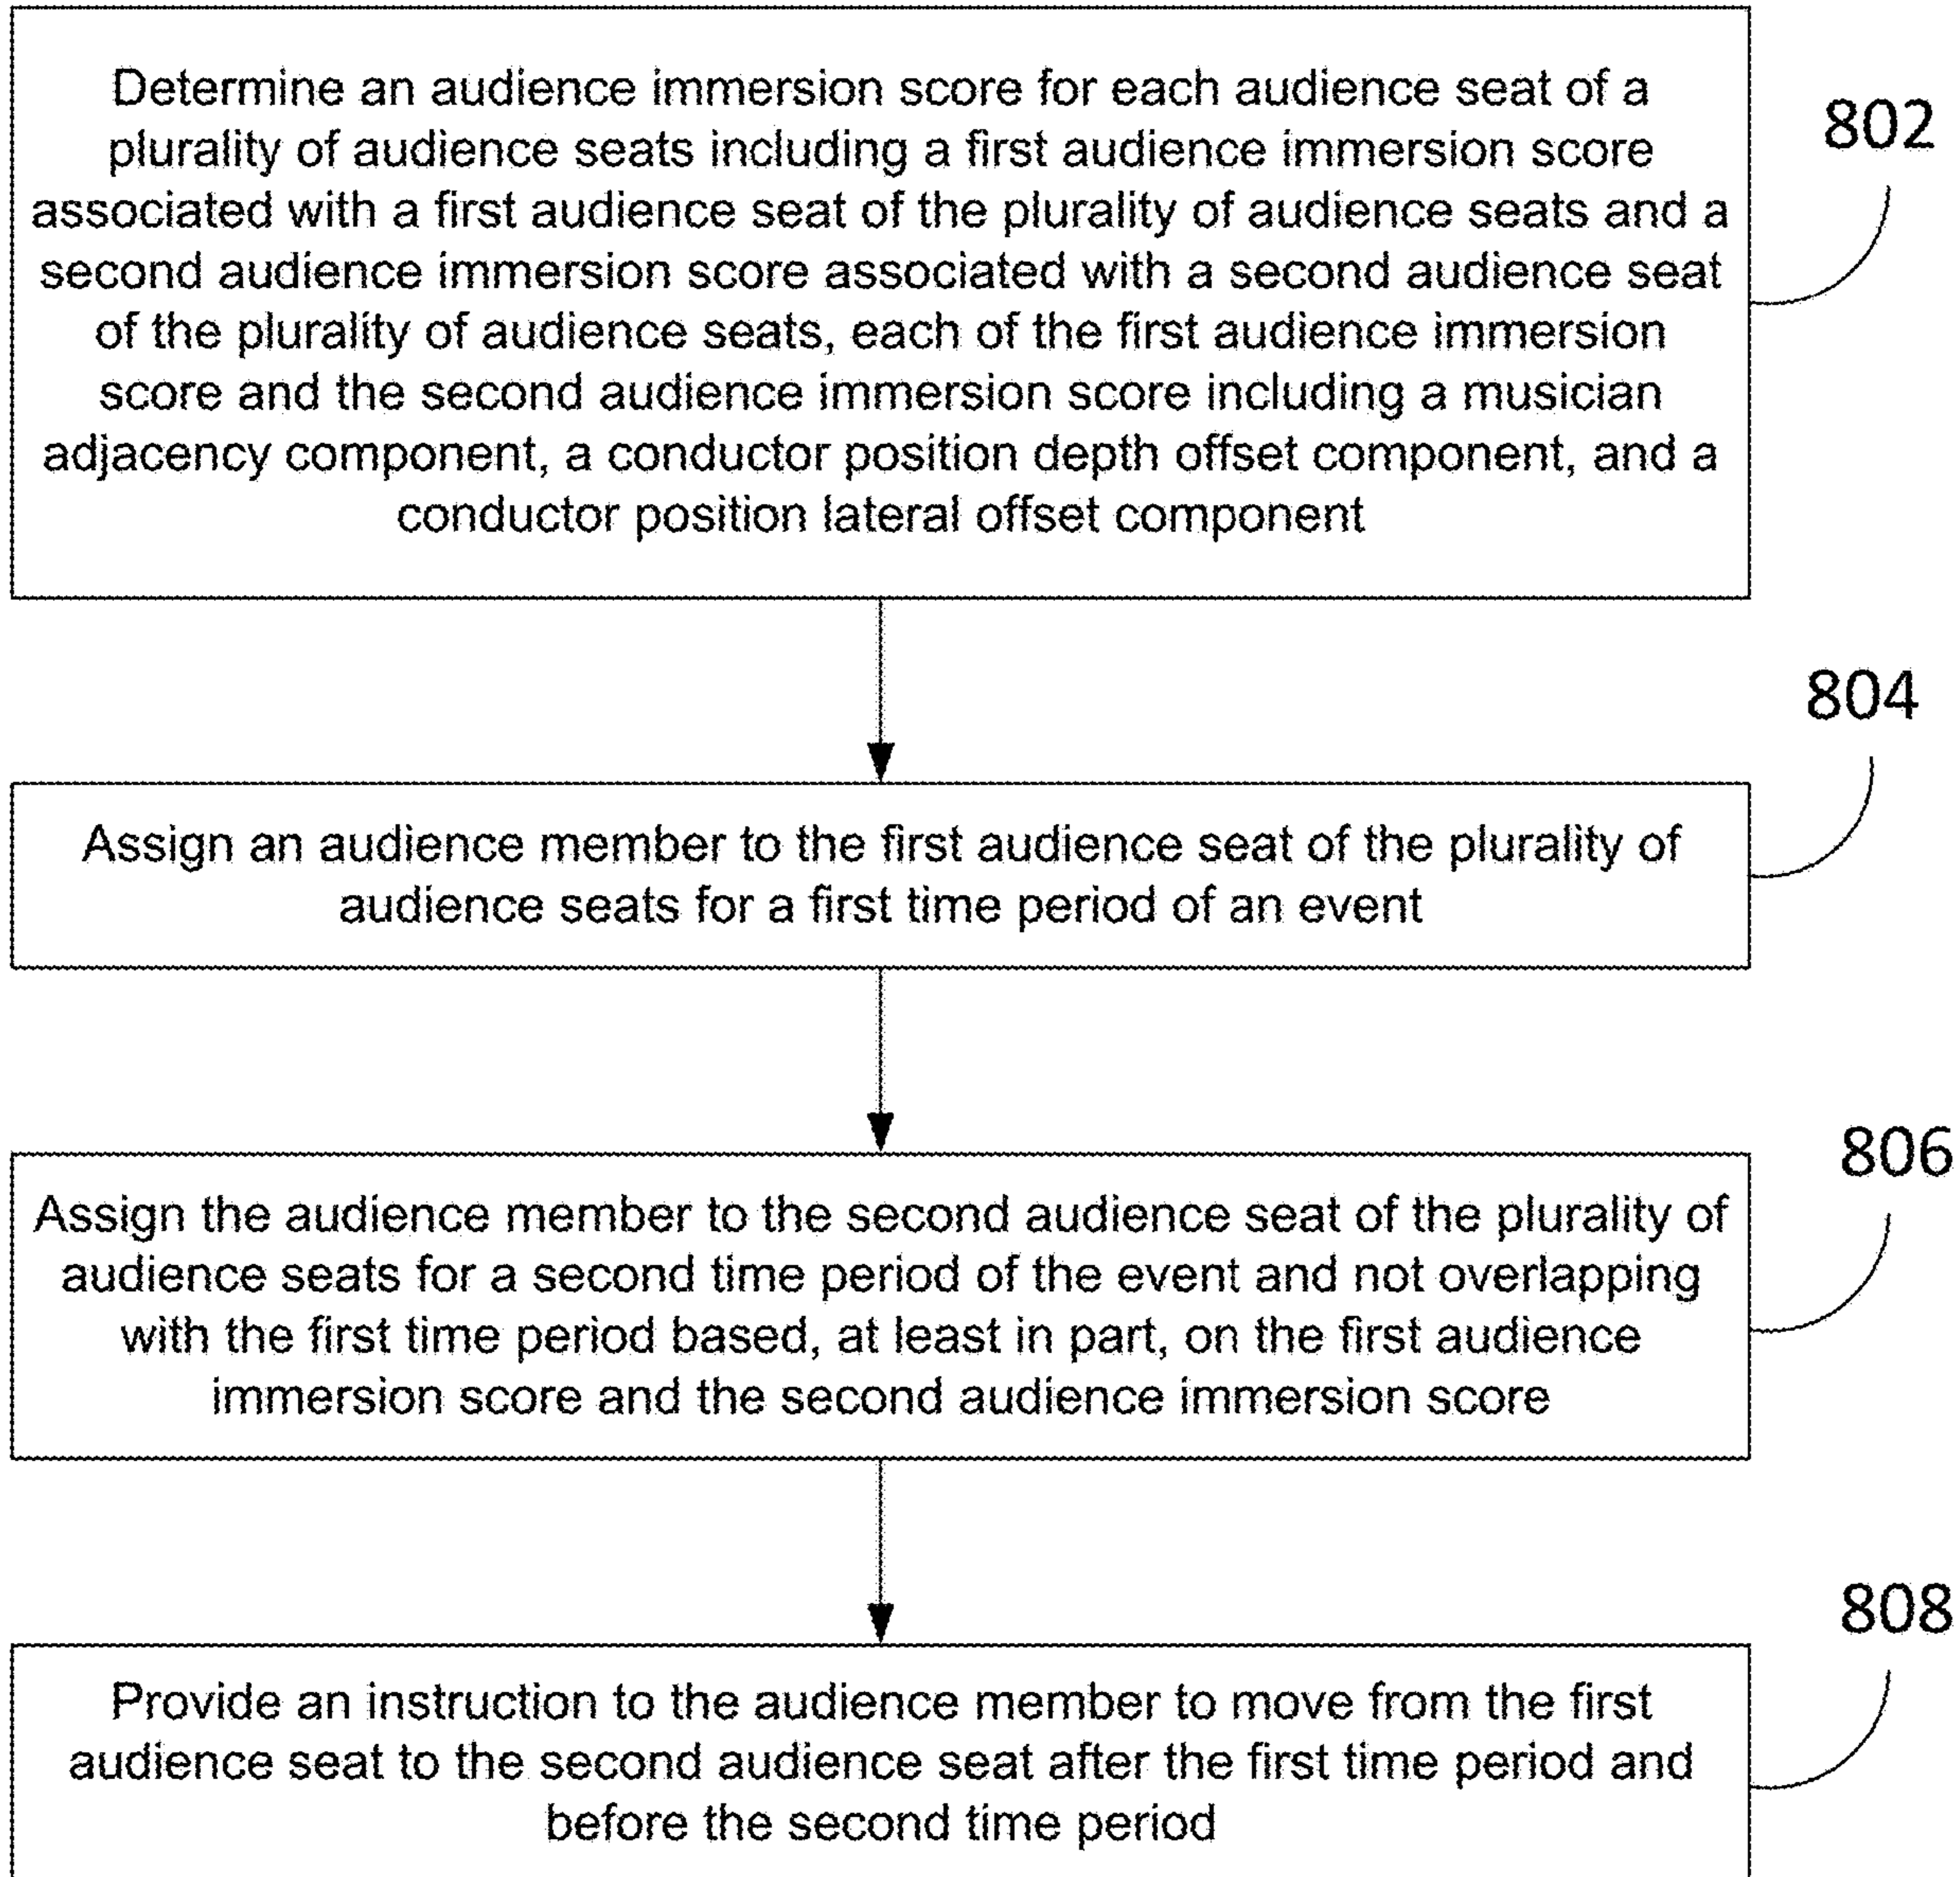 Determine an audience immersion score for each audience seat of a
plurality of audience seats including a first audience immersion score
associated with a first audience seat of the plurality of audience seats and a
second audience immersion score associated with a second audience seat
of the plurality of audience seats, each of the first audience immersion
score and the second audience immersion score including a musician
adjacency component, a conductor position depth offset component, and a
conductor position lateral offset component
802
804
Assign an audience member to the first audience seat of the plurality of
audience seats for a first time period of an event
806
Assign the audience member to the second audience seat of the plurality of
audience seats for a second time period of the event and not overlapping
with the first time period based, at least in part, on the first audience
immersion score and the second audience immersion score
808
Provide an instruction to the audience member to move from the first
audience seat to the second audience seat after the first time period and
before the second time period